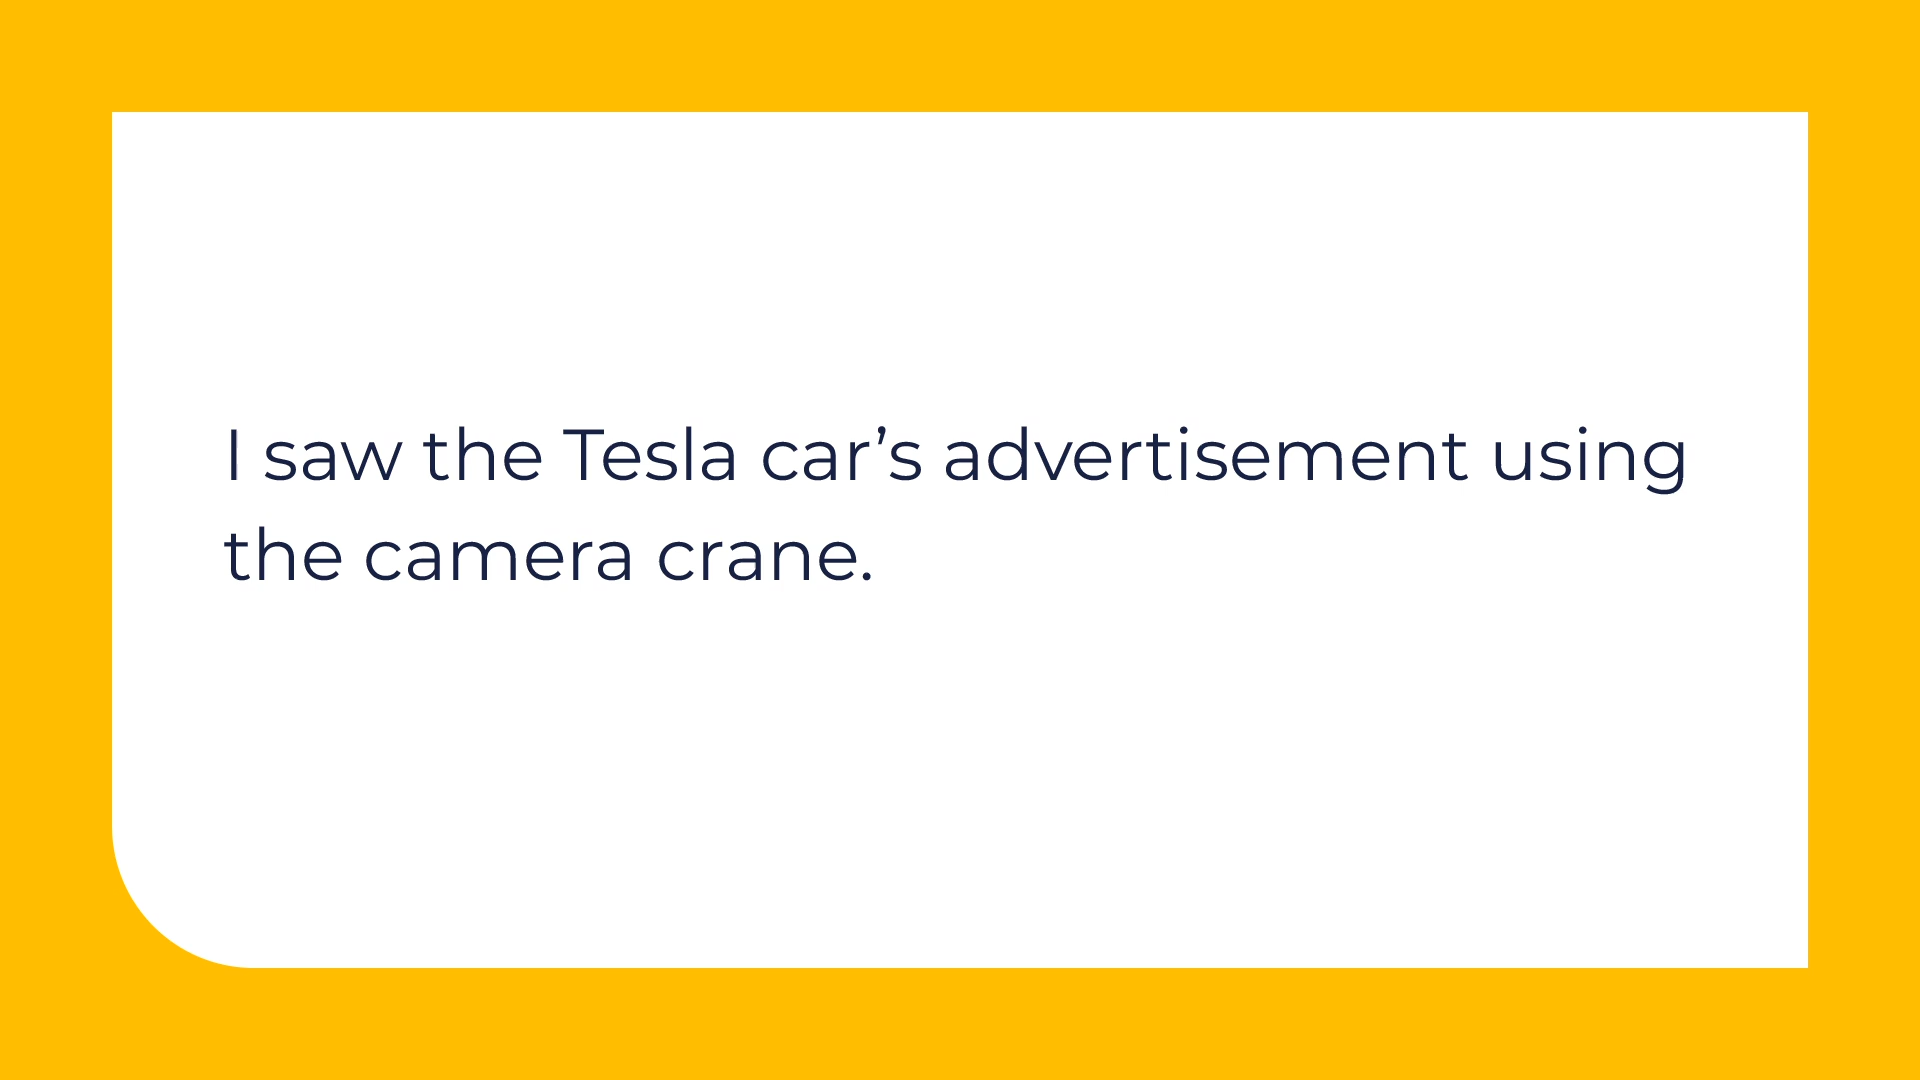 I saw the Tesla car’s advertisement using
the camera crane.